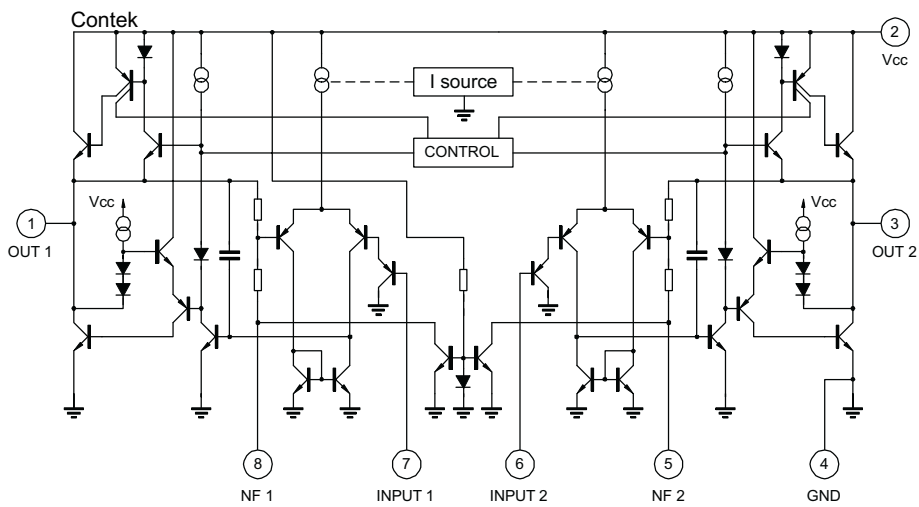 Contek
2
Vcc
I source
CONTROL
Vcc
Vcc
1
OUT 1
3
OUT 2
8
7
6
5
4
NF 1
INPUT 1
INPUT 2
NF 2
GND